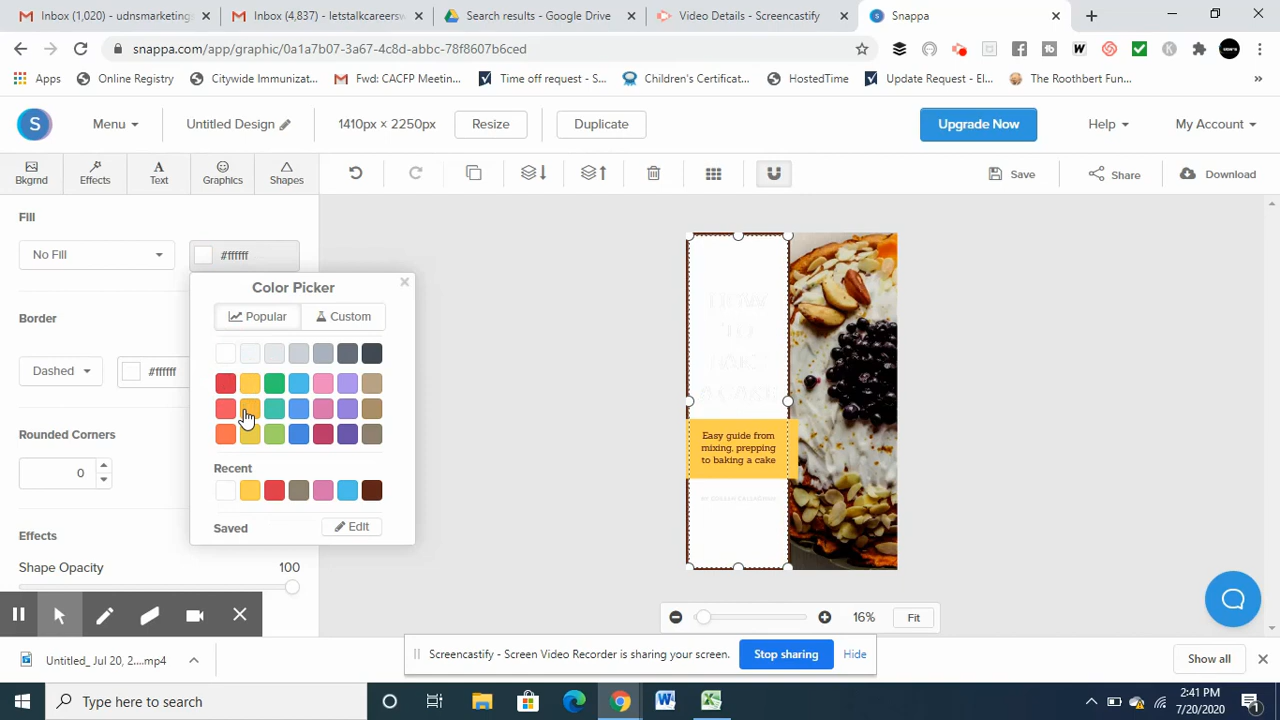 Inbox (1,020) - udnsmarketing
Inbox (4,837) - letstalkcareersw
Search results - Google Drive
Video Details - Screencastify
Snappa
snappa.com/app/graphic/0a1a7b07-3a67-4c8d-abbc-78f8607b6ced
Apps
Online Registry
Citywide Immunizat...
Fwd: CACFP Meetin...
Time off request - S...
Children's Certificat...
HostedTime
Update Request - El...
The Roothbert Fun...
S
Menu
Untitled Design
1410px × 2250px
Resize
Duplicate
Upgrade Now
Help
My Account
Bkgmd
Effects
Text
Graphics
Shapes
Save
Share
Download
Fill
No Fill
#ffffff
Color Picker
Popular
Custom
Border
Dashed
#ffffff
Rounded Corners
0
Recent
Saved
Edit
Effects
Shape Opacity
100
TO
Easy guide from
mixing, prepping
to baking a cake
16%
Fit
Screencastify - Screen Video Recorder is sharing your screen.
Stop sharing
Hide
Untitled_ Jul 20, 2....mp4
Show all
Type here to search
2:41 PM
7/20/2020